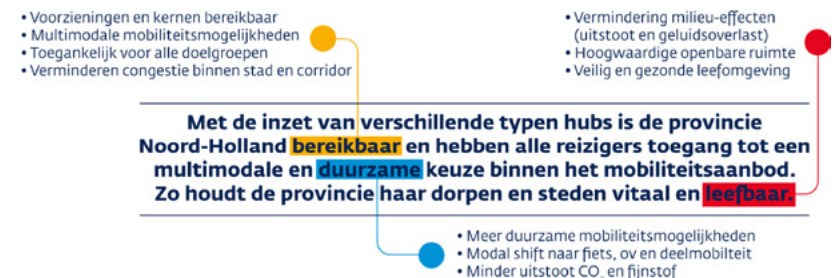 • Voorzieningen en kernen bereikbaar
• Multimodale mobiliteitsmogelijkheden
• Toegankelijk voor alle doelgroepen
• Verminderen congestie binnen stad en corridor
• Vermindering milieu-effecten
(uitstoot en geluidsoverlast)
• Hoogwaardige openbare ruimte
• Veilig en gezonde leefomgeving
Met de inzet van verschillende typen hubs is de provincie
Noord-Holland bereikbaar en hebben alle reizigers toegang tot een
multimodale en duurzame keuze binnen het mobiliteitsaanbod.
Zo houdt de provincie haar dorpen en steden vitaal en leefbaar.
• Meer duurzame mobiliteitsmogelijkheden
• Modal shift naar fiets, ov en deelmobilteit
• Minder uitstoot CO₂ en fijnstof